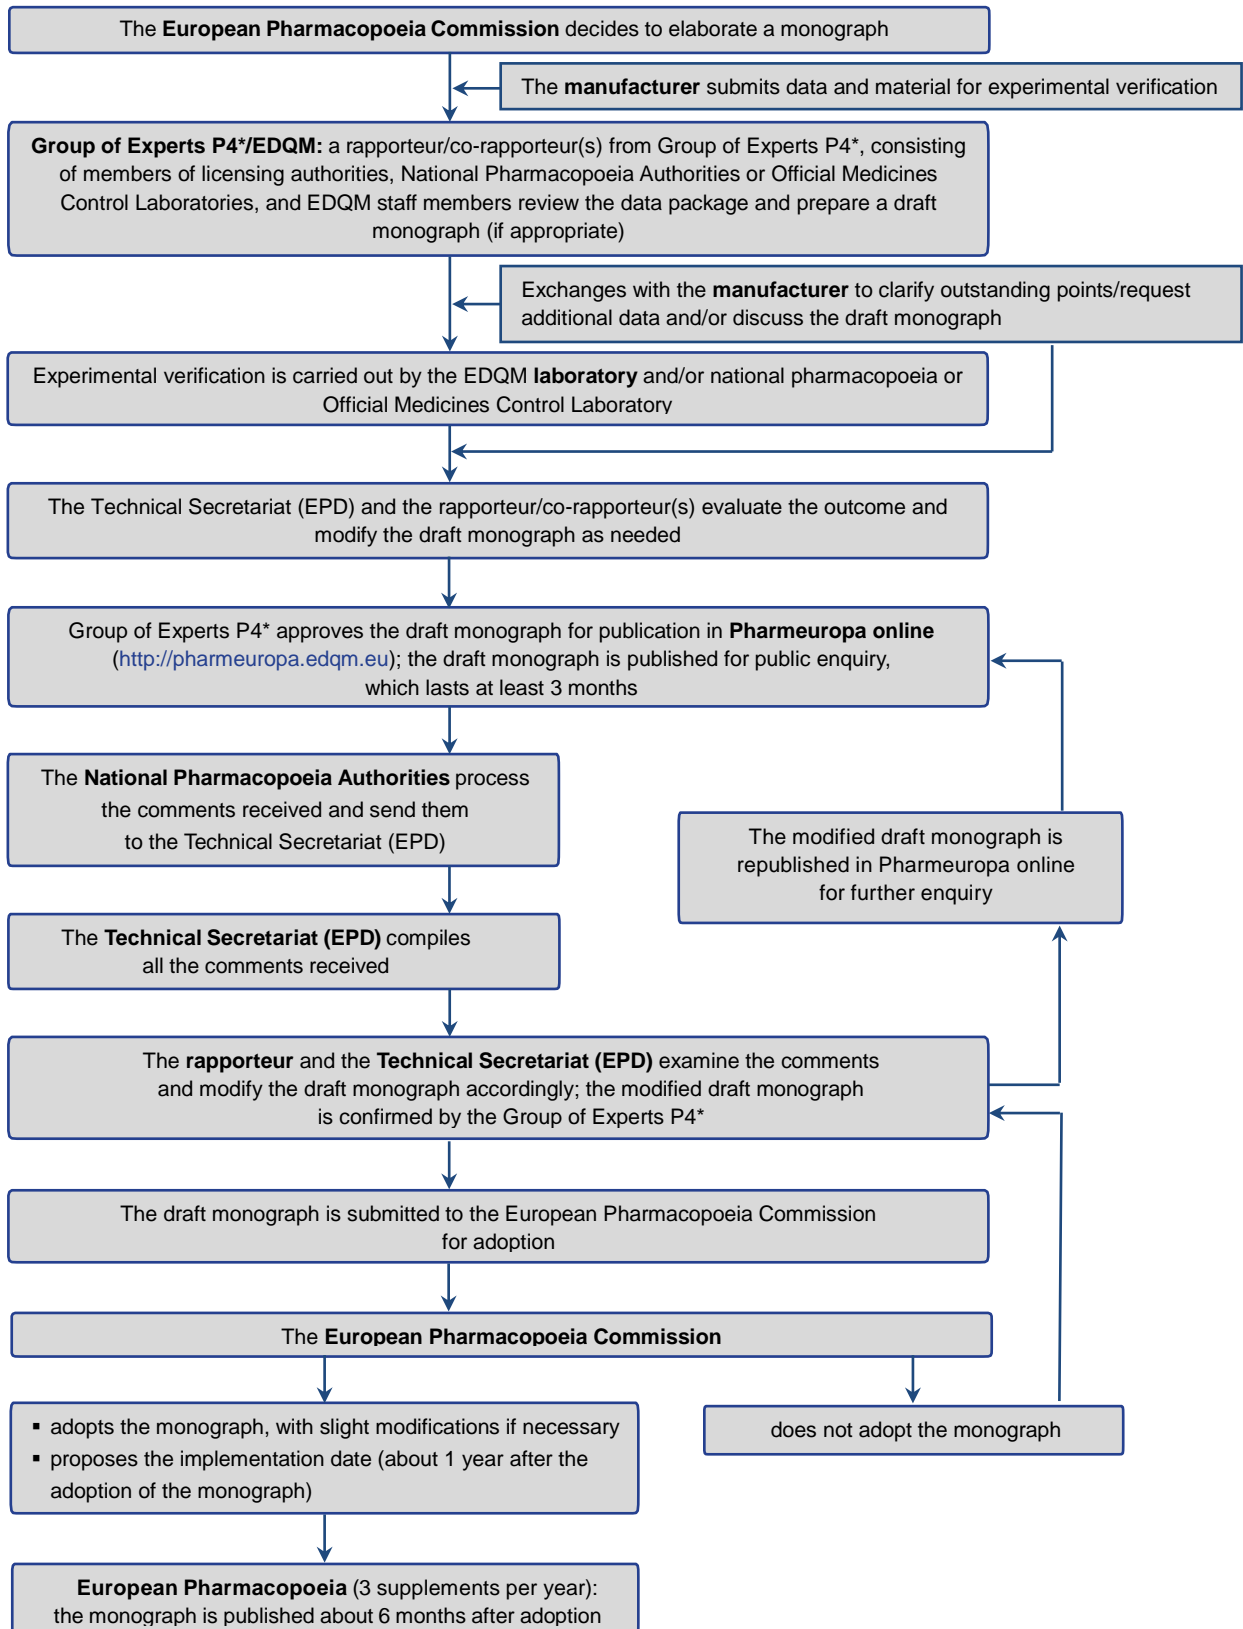 The European Pharmacopoeia Commission decides to elaborate a monograph
The manufacturer submits data and material for experimental verification
Group of Experts P4*/EDQM: a rapporteur/co-rapporteur(s) from Group of Experts P4*, consisting
of members of licensing authorities, National Pharmacopoeia Authorities or Official Medicines
Control Laboratories, and EDQM staff members review the data package and prepare a draft
monograph (if appropriate)
Exchanges with the manufacturer to clarify outstanding points/request
additional data and/or discuss the draft monograph
Experimental verification is carried out by the EDQM laboratory and/or national pharmacopoeia or
Official Medicines Control Laboratory
The Technical Secretariat (EPD) and the rapporteur/co-rapporteur(s) evaluate the outcome and
modify the draft monograph as needed
Group of Experts P4* approves the draft monograph for publication in Pharmeuropa online
(http://pharmeuropa.edqm.eu); the draft monograph is published for public enquiry,
which lasts at least 3 months
The National Pharmacopoeia Authorities process
the comments received and send them
to the Technical Secretariat (EPD)
The modified draft monograph is
republished in Pharmeuropa online
for further enquiry
The Technical Secretariat (EPD) compiles
all the comments received
The rapporteur and the Technical Secretariat (EPD) examine the comments
and modify the draft monograph accordingly; the modified draft monograph
is confirmed by the Group of Experts P4*
The draft monograph is submitted to the European Pharmacopoeia Commission
for adoption
The European Pharmacopoeia Commission
▪ adopts the monograph, with slight modifications if necessary
▪ proposes the implementation date (about 1 year after the
adoption of the monograph)
does not adopt the monograph
European Pharmacopoeia (3 supplements per year):
the monograph is published about 6 months after adoption